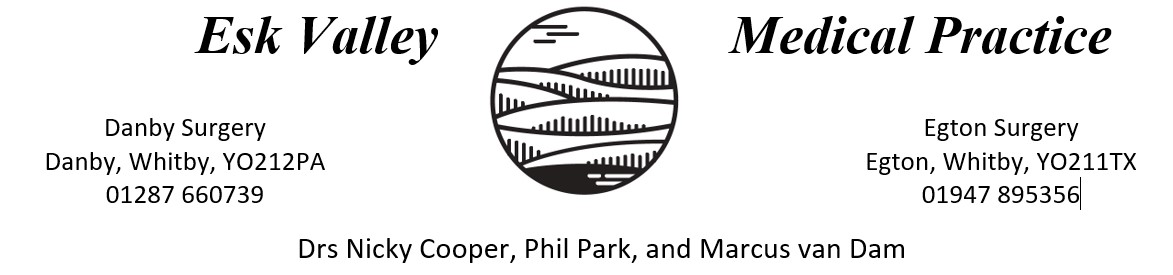 Esk Valley Medical Practice
Danby Surgery
Danby, Whitby, YO212PA
01287 660739
Egton Surgery
Egton, Whitby, YO211TX
01947 895356
Drs Nicky Cooper, Phil Park, and Marcus van Dam